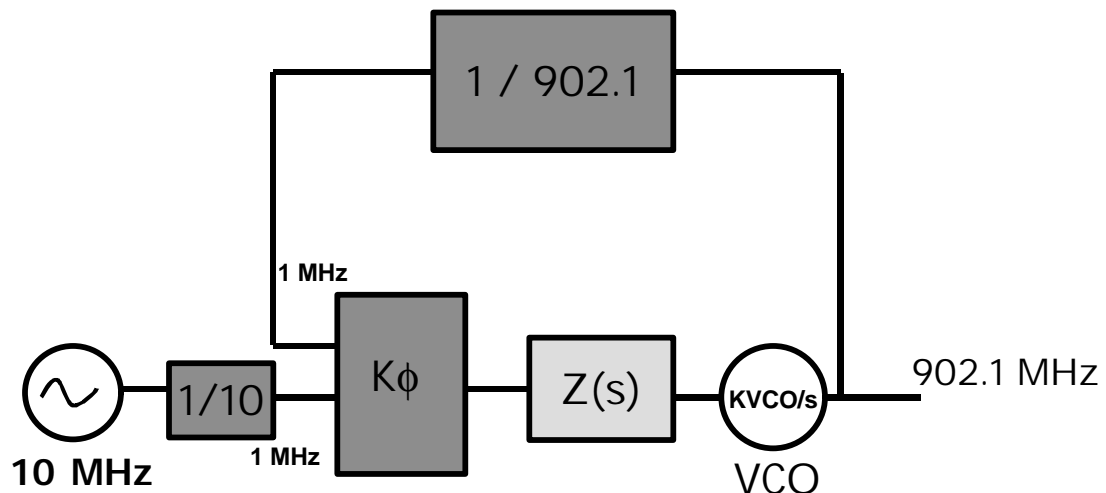 1 / 902.1
1 MHz
Kϕ
Z(s)
KVCO/s
902.1 MHz
1/10
1 MHz
10 MHz
VCO